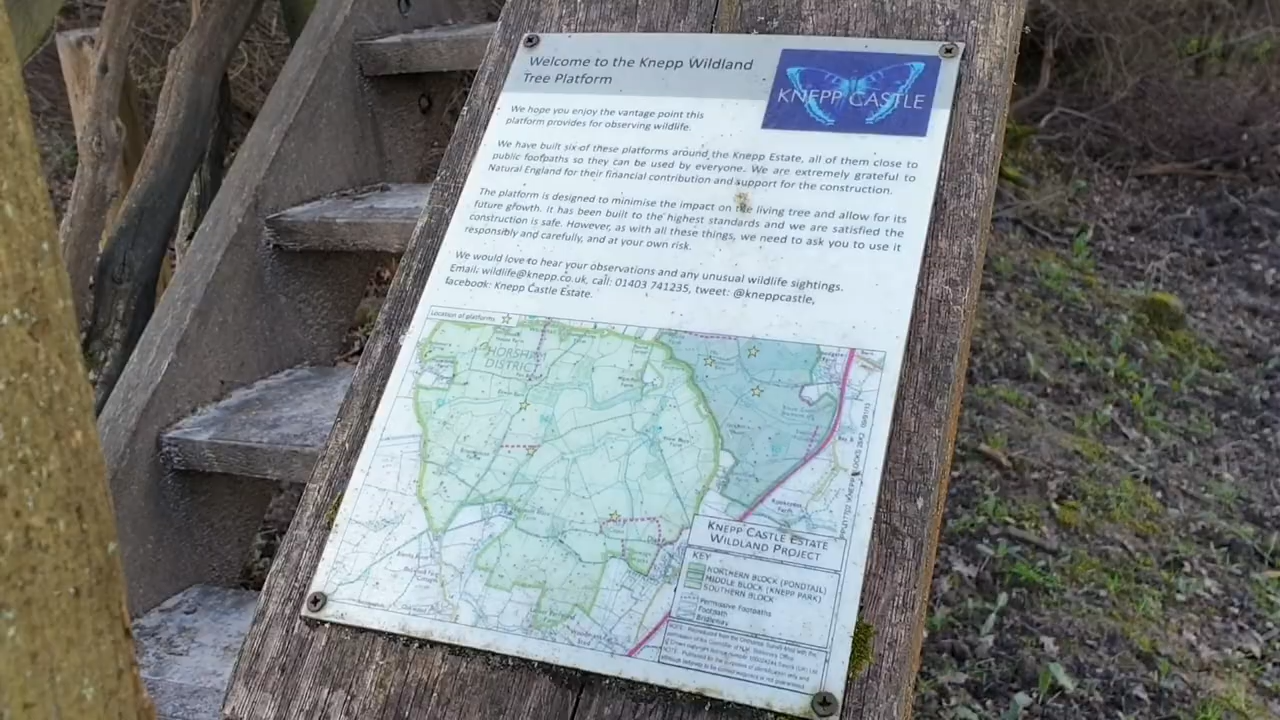 Welcome to the Knepp Wildland
Tree Platform
KNEPP CASTLE
We hope you enjoy the vantage point this
platform provides for observing wildlife.
We have built six of these platforms around the Knepp Estate, all of them close to
public footpaths so they can be used by everyone. We are extremely grateful to
Natural England for their financial contribution and support for the construction.
The platform is designed to minimise the impact on the living tree and allow for its
future growth. It has been built to the highest standards and we are satisfied the
construction is safe. However, as with all these things, we need to ask you to use it
responsibly and carefully, and at your own risk.
We would love to hear your observations and any unusual wildlife sightings.
Email: wildlife@knepp.co.uk, call: 01403 741235, tweet: @kneppcastle,
facebook: Knepp Castle Estate.
Location of platforms
HORSHAM
DISTRICT
KNEPP CASTLE ESTATE
WILDLAND PROJECT
KEY
NORTHERN BLOCK (PONDTAIL)
MIDDLE BLOCK (KNEPP PARK)
SOUTHERN BLOCK
Permissive Footpaths
Footpath
Bridleway